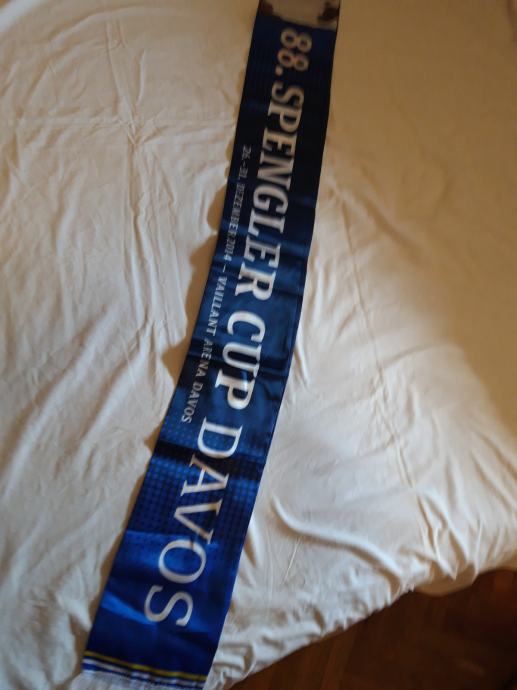 88. SPENGLER CUP DAVOS
26.-31. DEZEMBER 2014 – VAILLANT ARENA DAVOS